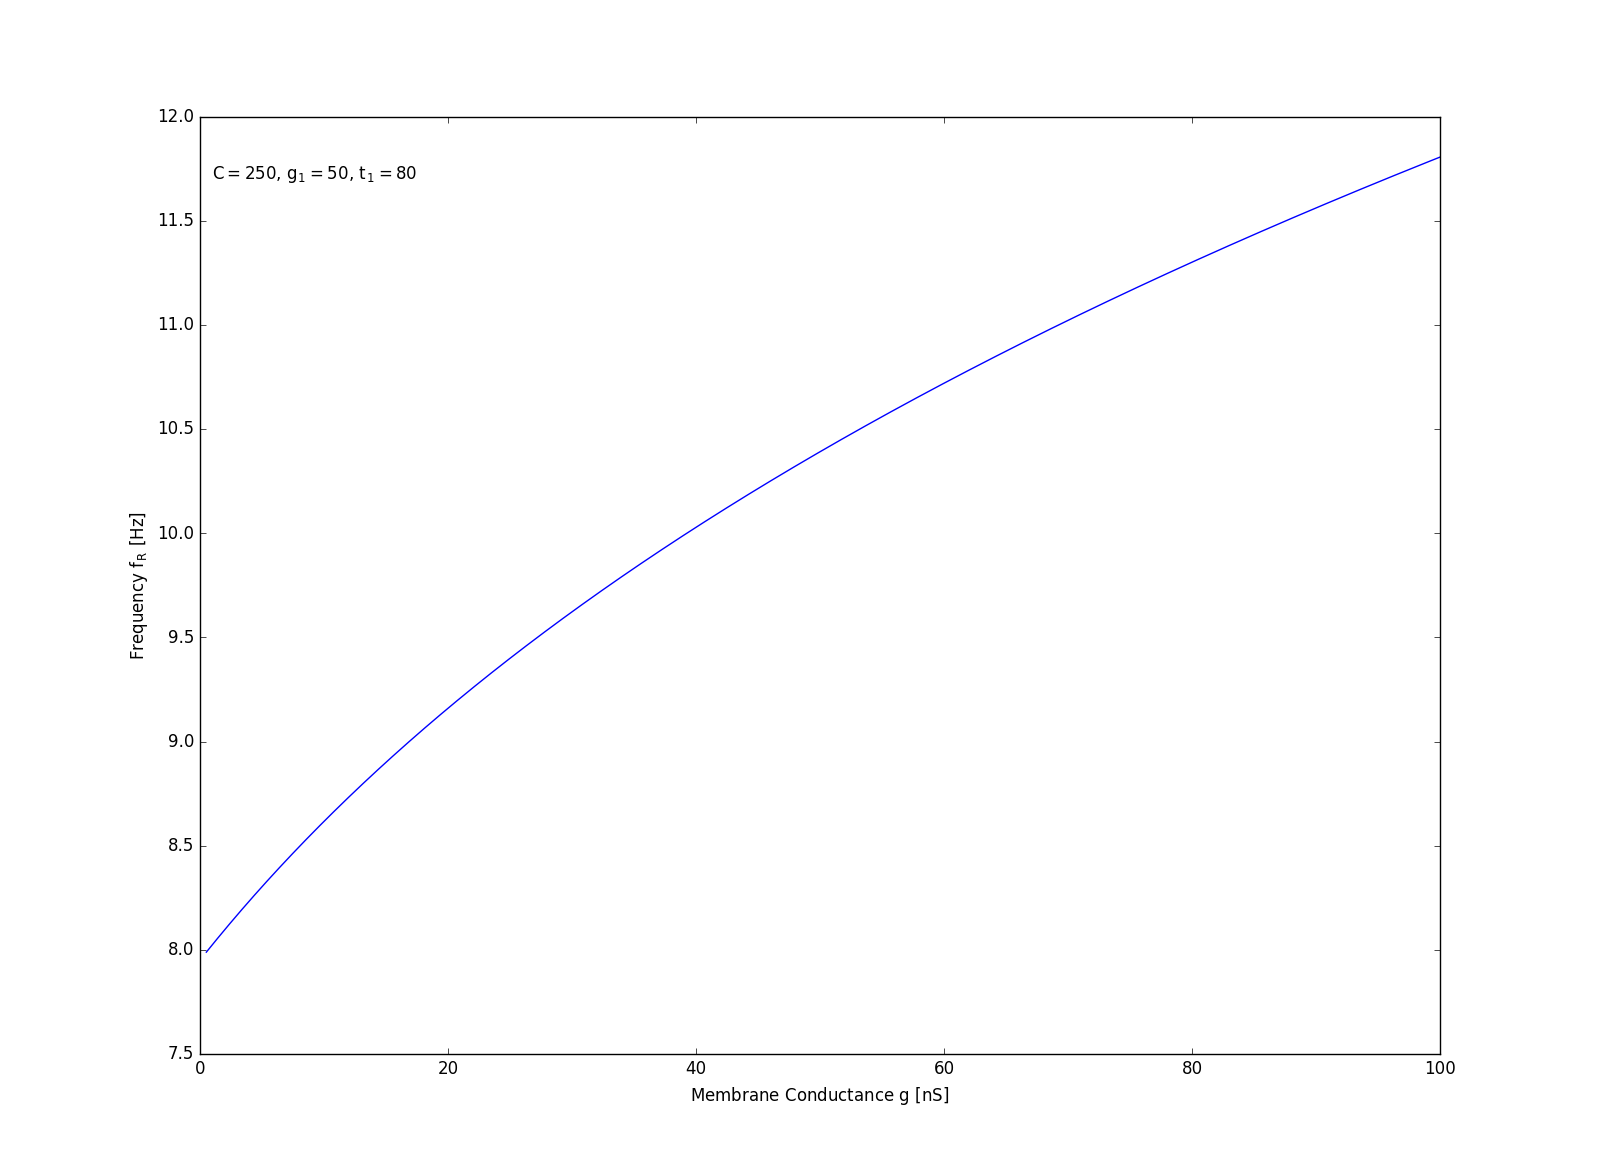 12.0
C = 250, g₁ = 50, t₁ = 80
11.5
11.0
10.5
10.0
9.5
9.0
8.5
8.0
7.5
Frequency f_R [Hz]
0 20 40 60 80 100
Membrane Conductance g [nS]